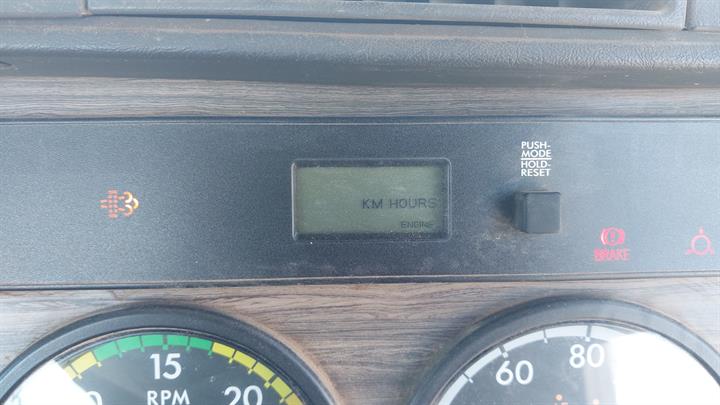 PUSH-
MODE
HOLD-
RESET
KM HOURS
ENGINE
BRAKE
15
RPM
20
60
80